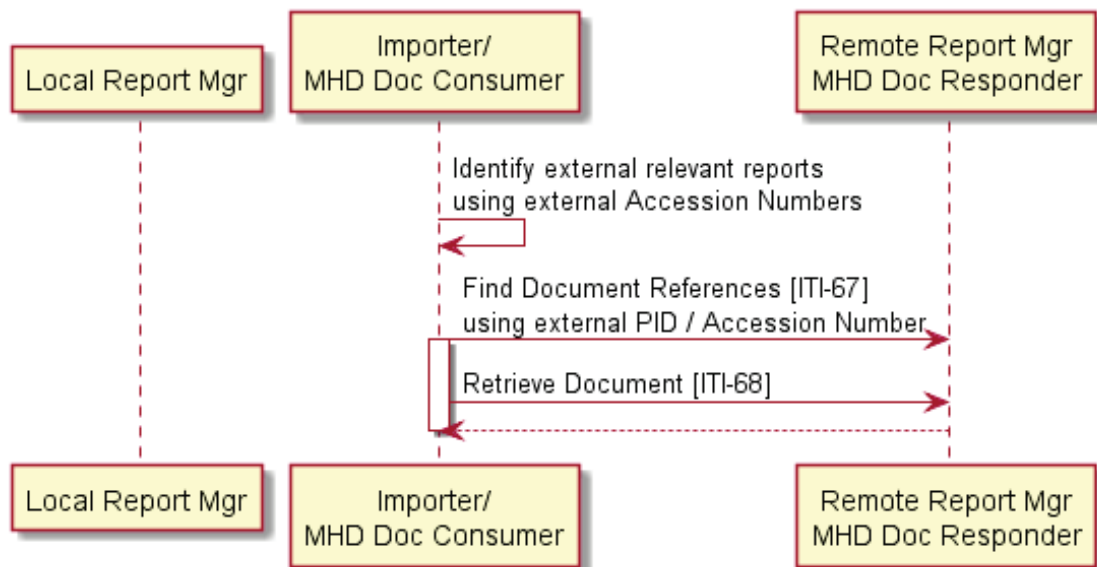 Local Report Mgr
Importer/
MHD Doc Consumer
Remote Report Mgr
MHD Doc Responder
Identify external relevant reports
using external Accession Numbers
Find Document References [ITI-67]
using external PID / Accession Number
Retrieve Document [ITI-68]
Local Report Mgr
Importer/
MHD Doc Consumer
Remote Report Mgr
MHD Doc Responder